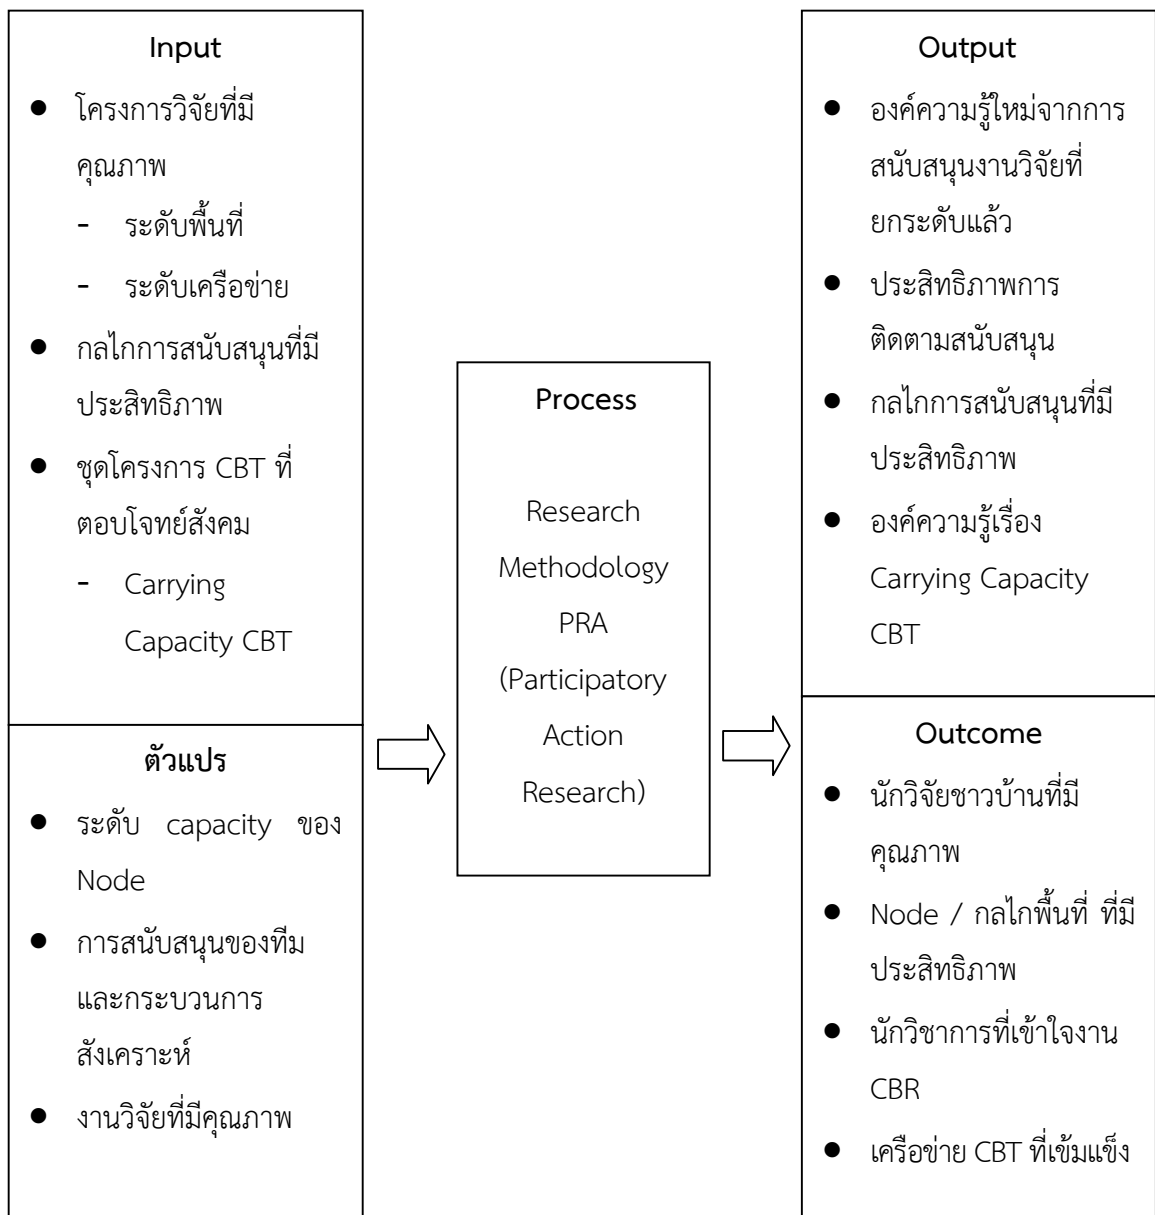 Input
● โครงการวิจัยที่มี
คุณภาพ
- ระดับพื้นที่
- ระดับเครือข่าย
● กลไกการสนับสนุนที่มี
ประสิทธิภาพ
● ชุดโครงการ CBT ที่
ตอบโจทย์สังคม
- Carrying
Capacity CBT
ตัวแปร
● ระดับ capacity ของ
Node
● การสนับสนุนของทีม
และกระบวนการ
สังเคราะห์
● งานวิจัยที่มีคุณภาพ
Process
Research
Methodology
PRA
(Participatory
Action
Research)
Output
● องค์ความรู้ใหม่จากการ
สนับสนุนงานวิจัยที่
ยกระดับแล้ว
● ประสิทธิภาพการ
ติดตามสนับสนุน
● กลไกการสนับสนุนที่มี
ประสิทธิภาพ
● องค์ความรู้เรื่อง
Carrying Capacity
CBT
Outcome
● นักวิจัยชาวบ้านที่มี
คุณภาพ
● Node / กลไกพื้นที่ ที่มี
ประสิทธิภาพ
● นักวิชาการที่เข้าใจงาน
CBR
● เครือข่าย CBT ที่เข้มแข็ง